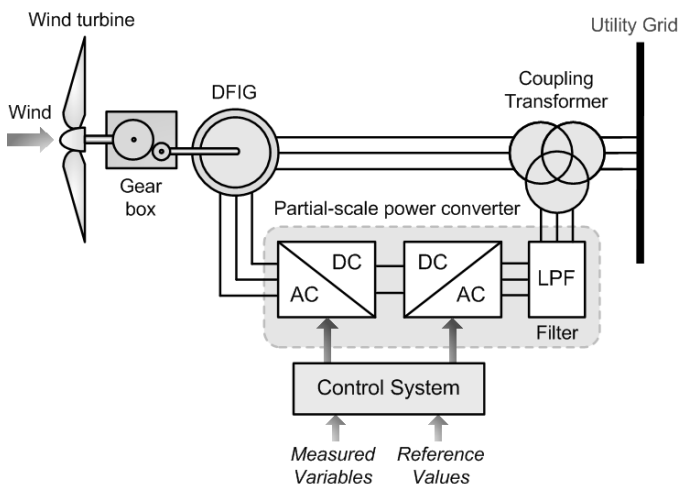 Wind turbine
Utility Grid
DFIG
Coupling
Transformer
Wind
Gear
box
Partial-scale power converter
DC
AC
DC
AC
LPF
Filter
Control System
Measured
Variables
Reference
Values